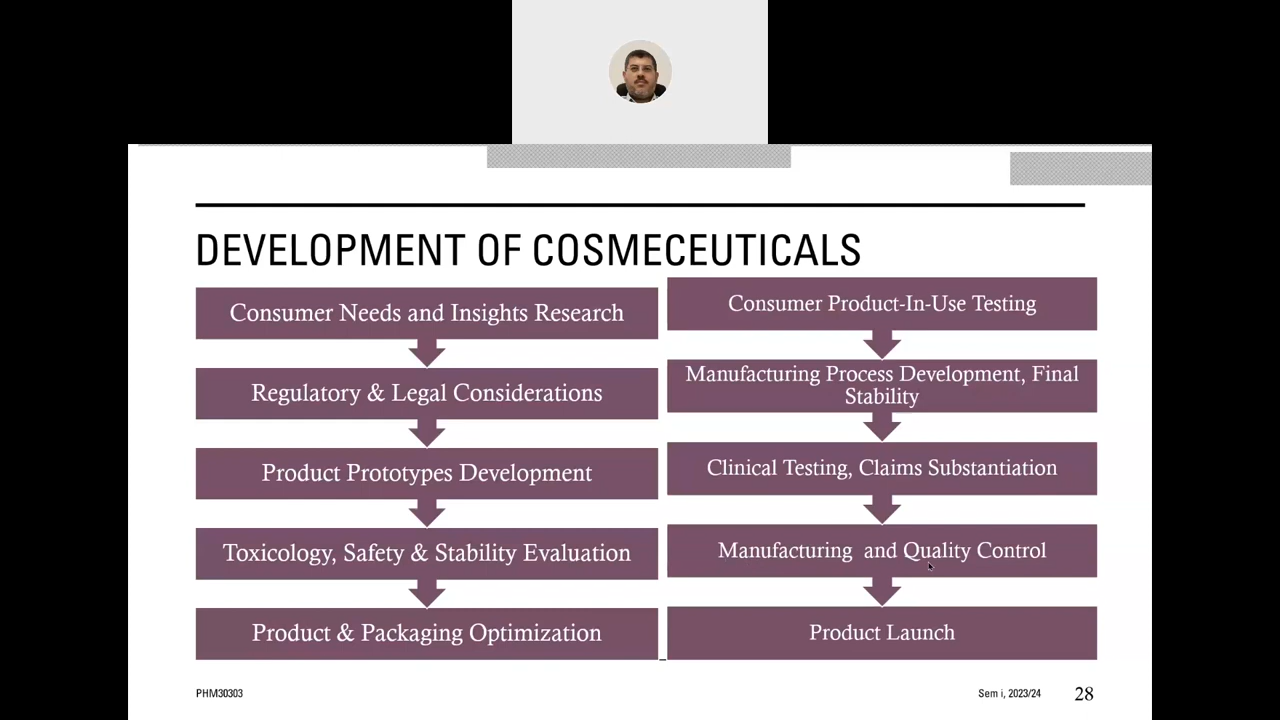 DEVELOPMENT OF COSMECEUTICALS
Consumer Needs and Insights Research
Regulatory & Legal Considerations
Product Prototypes Development
Toxicology, Safety & Stability Evaluation
Product & Packaging Optimization
Consumer Product-In-Use Testing
Manufacturing Process Development, Final
Stability
Clinical Testing, Claims Substantiation
Manufacturing and Quality Control
Product Launch
PHM30303
Sem i, 2023/24
28